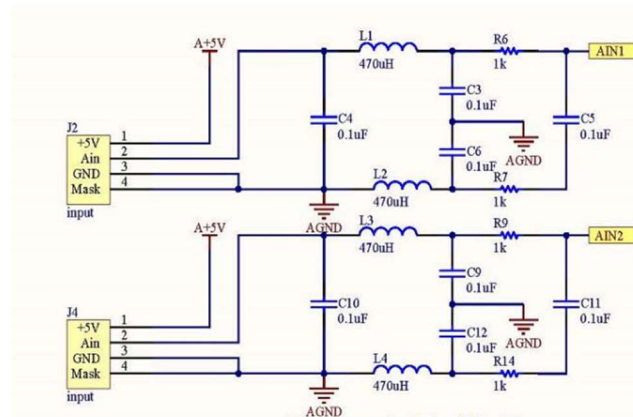 A+5V
L1
470uH
R6
1k
AIN1
C3
0.1uF
C4
0.1uF
C5
0.1uF
J2
+5V 1
Ain 2
GND 3
Mask 4
input
C6
0.1uF
AGND
L2
470uH
R7
1k
AGND
A+5V
L3
470uH
R9
1k
AIN2
C9
0.1uF
C10
0.1uF
C11
0.1uF
J4
+5V 1
Ain 2
GND 3
Mask 4
input
C12
0.1uF
AGND
L4
470uH
R14
1k
AGND